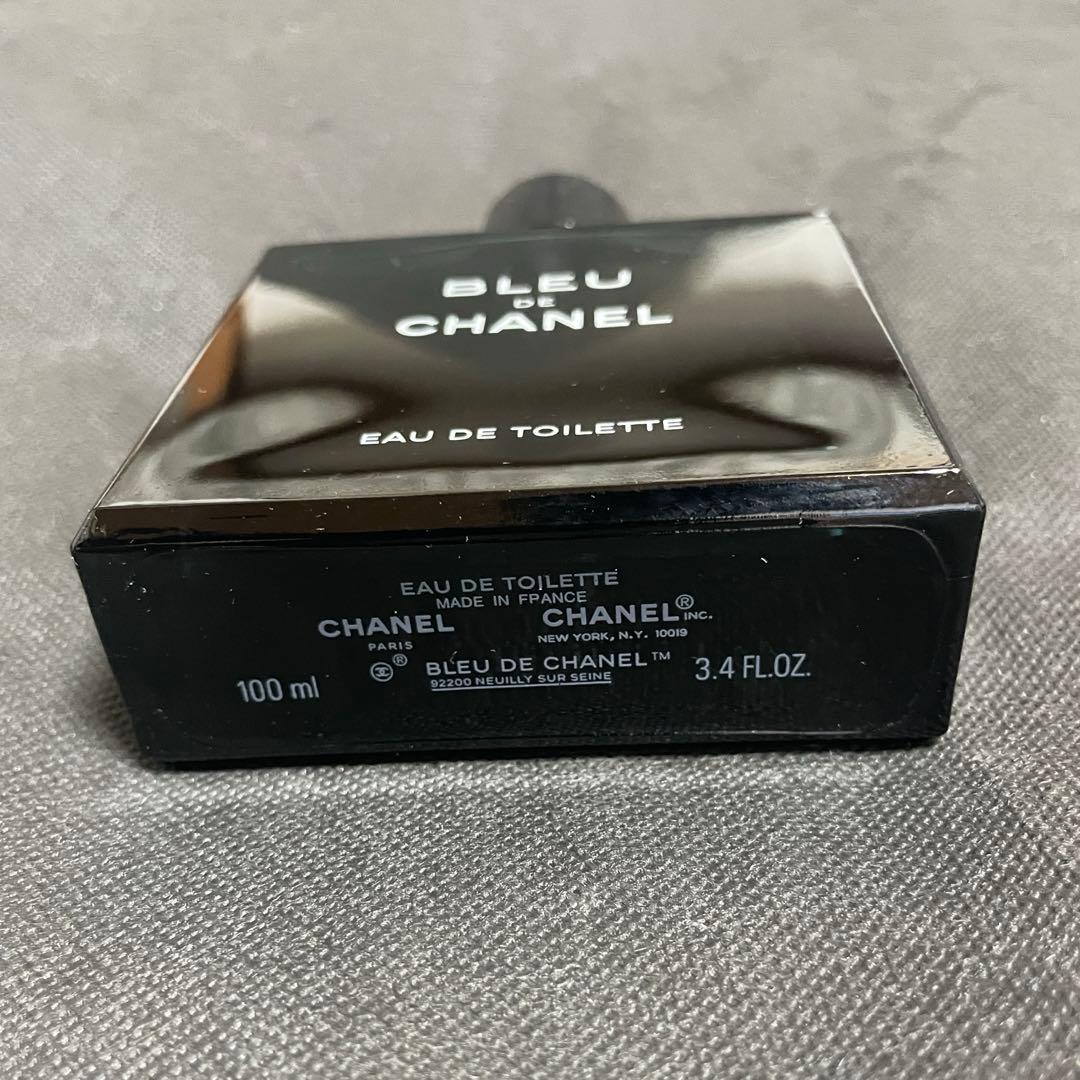 BLEU
DE
CHANEL
EAU DE TOILETTE
EAU DE TOILETTE
MADE IN FPANCE
CHANEL CHANEL® INC.
PARIS NEW YORK, N.Y. 10019
® BLEU DE CHANEL™
100 ml 92200 NEUILLY SUR SEINE 3.4 FL.OZ.